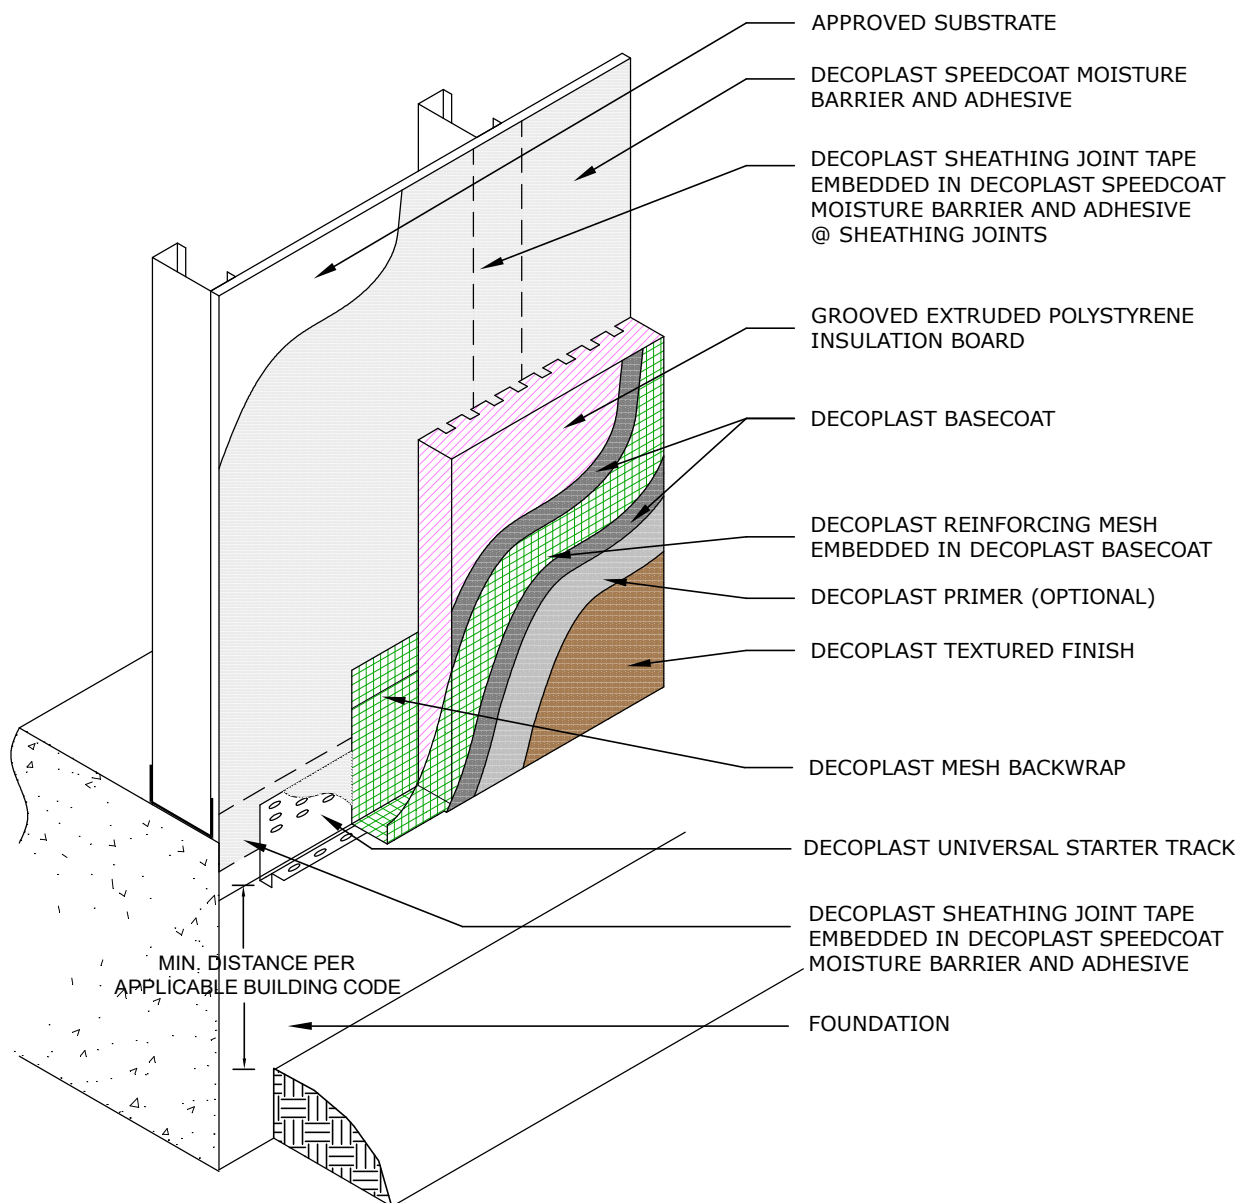 APPROVED SUBSTRATE
DECOPLAST SPEEDCOAT MOISTURE
BARRIER AND ADHESIVE
DECOPLAST SHEATHING JOINT TAPE
EMBEDDED IN DECOPLAST SPEEDCOAT
MOISTURE BARRIER AND ADHESIVE
@ SHEATHING JOINTS
GROOVED EXTRUDED POLYSTYRENE
INSULATION BOARD
DECOPLAST BASECOAT
DECOPLAST REINFORCING MESH
EMBEDDED IN DECOPLAST BASECOAT
DECOPLAST PRIMER (OPTIONAL)
DECOPLAST TEXTURED FINISH
DECOPLAST MESH BACKWRAP
DECOPLAST UNIVERSAL STARTER TRACK
DECOPLAST SHEATHING JOINT TAPE
EMBEDDED IN DECOPLAST SPEEDCOAT
MOISTURE BARRIER AND ADHESIVE
MIN. DISTANCE PER
APPLICABLE BUILDING CODE
FOUNDATION